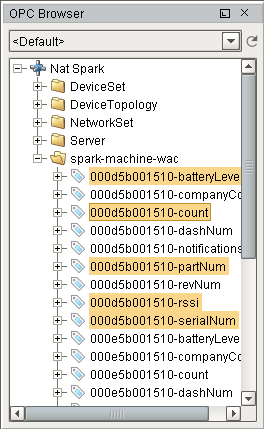 OPC Browser
<Default>
Nat Spark
DeviceSet
DeviceTopology
NetworkSet
Server
spark-machine-wac
000d5b001510-batteryLeve
000d5b001510-companyCo
000d5b001510-count
000d5b001510-dashNum
000d5b001510-notifications
000d5b001510-partNum
000d5b001510-revNum
000d5b001510-rssi
000d5b001510-serialNum
000e5b001510-batteryLeve
000e5b001510-companyCo
000e5b001510-count
000e5b001510-dashNum